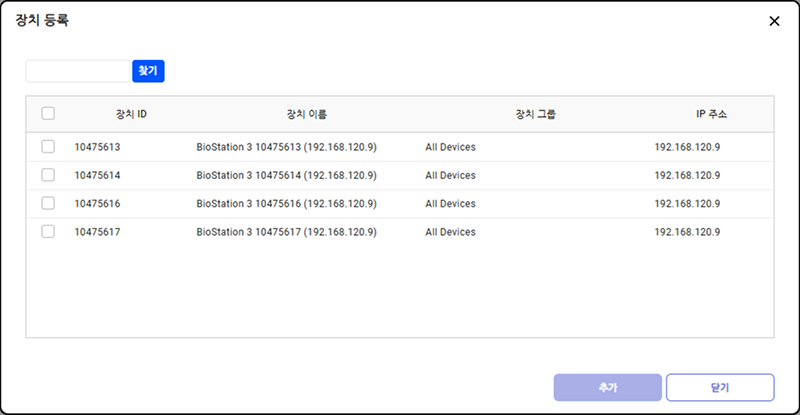 장치 등록
찾기
장치 ID 장치 이름 장치 그룹 IP 주소
10475613 BioStation 3 10475613 (192.168.120.9) All Devices 192.168.120.9
10475614 BioStation 3 10475614 (192.168.120.9) All Devices 192.168.120.9
10475616 BioStation 3 10475616 (192.168.120.9) All Devices 192.168.120.9
10475617 BioStation 3 10475617 (192.168.120.9) All Devices 192.168.120.9
추가 닫기